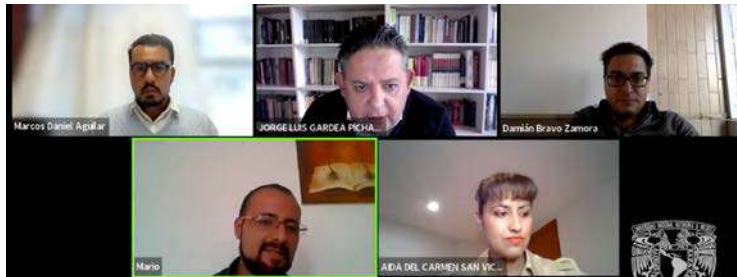 Marcos Daniel Aguilar
JORGE LUIS GARDEA PICHA...
Damián Bravo Zamora
Mario
AIDA DEL CARMEN SAN VIC...